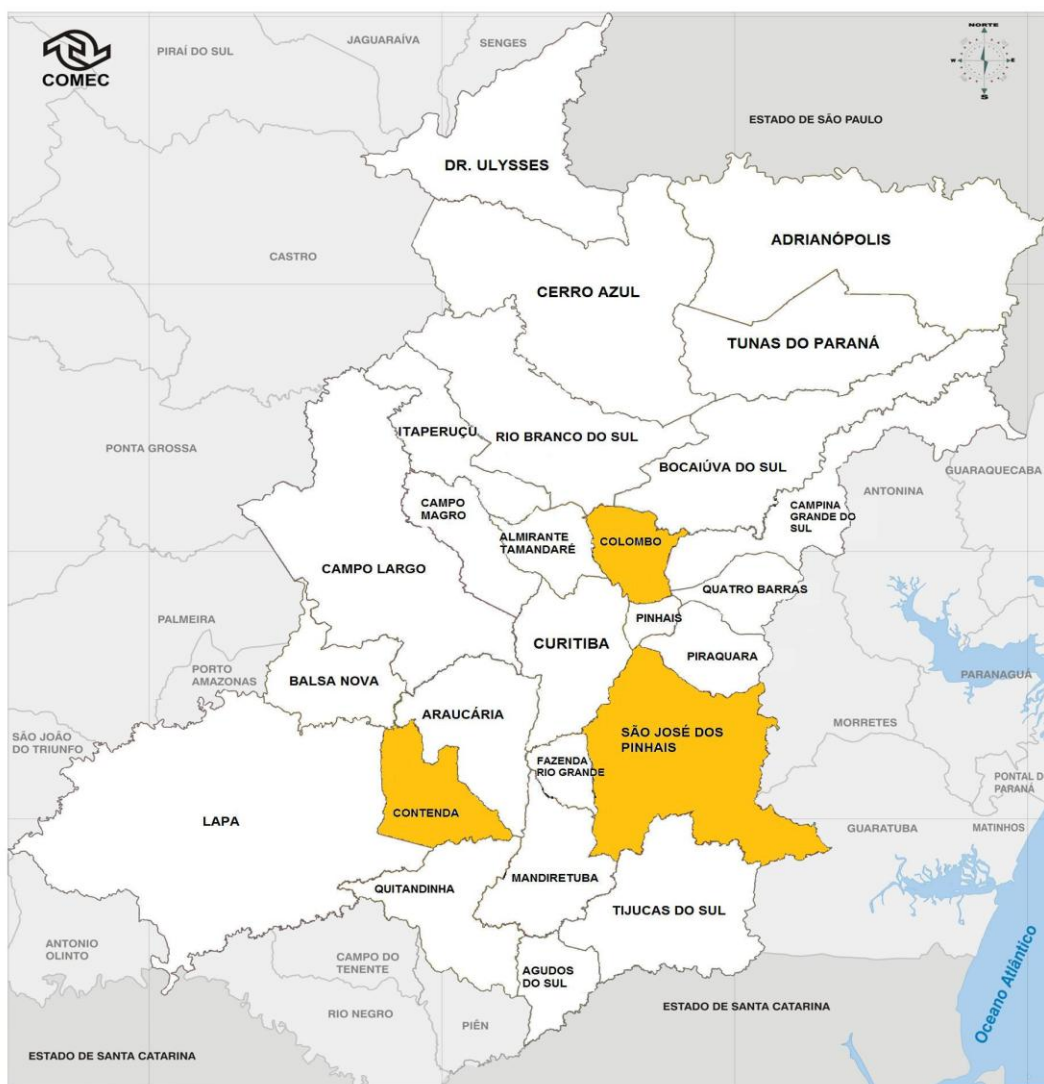 NORTE
W
E
S
COMEC
PIRAÍ DO SUL
JAGUARAÍVA
SENGES
ESTADO DE SÃO PAULO
DR. ULYSSES
ADRIANÓPOLIS
CASTRO
CERRO AZUL
TUNAS DO PARANÁ
ITAPERUÇU
RIO BRANCO DO SUL
PONTA GROSSA
BOCAIÚVA DO SUL
GUARAQUECABA
ANTONINA
CAMPO
MAGRO
CAMPINA
GRANDE DO
SUL
ALMIRANTE
TAMANDARÉ
COLOMBO
CAMPO LARGO
QUATRO BARRAS
PALMEIRA
PINHAIS
CURITIBA
PIRAQUARA
PORTO
AMAZONAS
BALSA NOVA
PARANAGUÁ
ARAUCÁRIA
MORRETES
SÃO JOÃO
DO TRIUNFO
SÃO JOSÉ DOS
PINHAIS
FAZENDA
RIO GRANDE
PONTAL D
PARANÁ
CONTENDA
LAPA
GUARATUBA
MATINHOS
QUITANDINHA
MANDIRETUBA
TIJUCAS DO SUL
ANTONIO
OLINTO
CAMPO DO
TENENTE
AGUDOS
DO SUL
Oceano Atlântico
RIO NEGRO
PIÊN
ESTADO DE SANTA CATARINA
ESTADO DE SANTA CATARINA